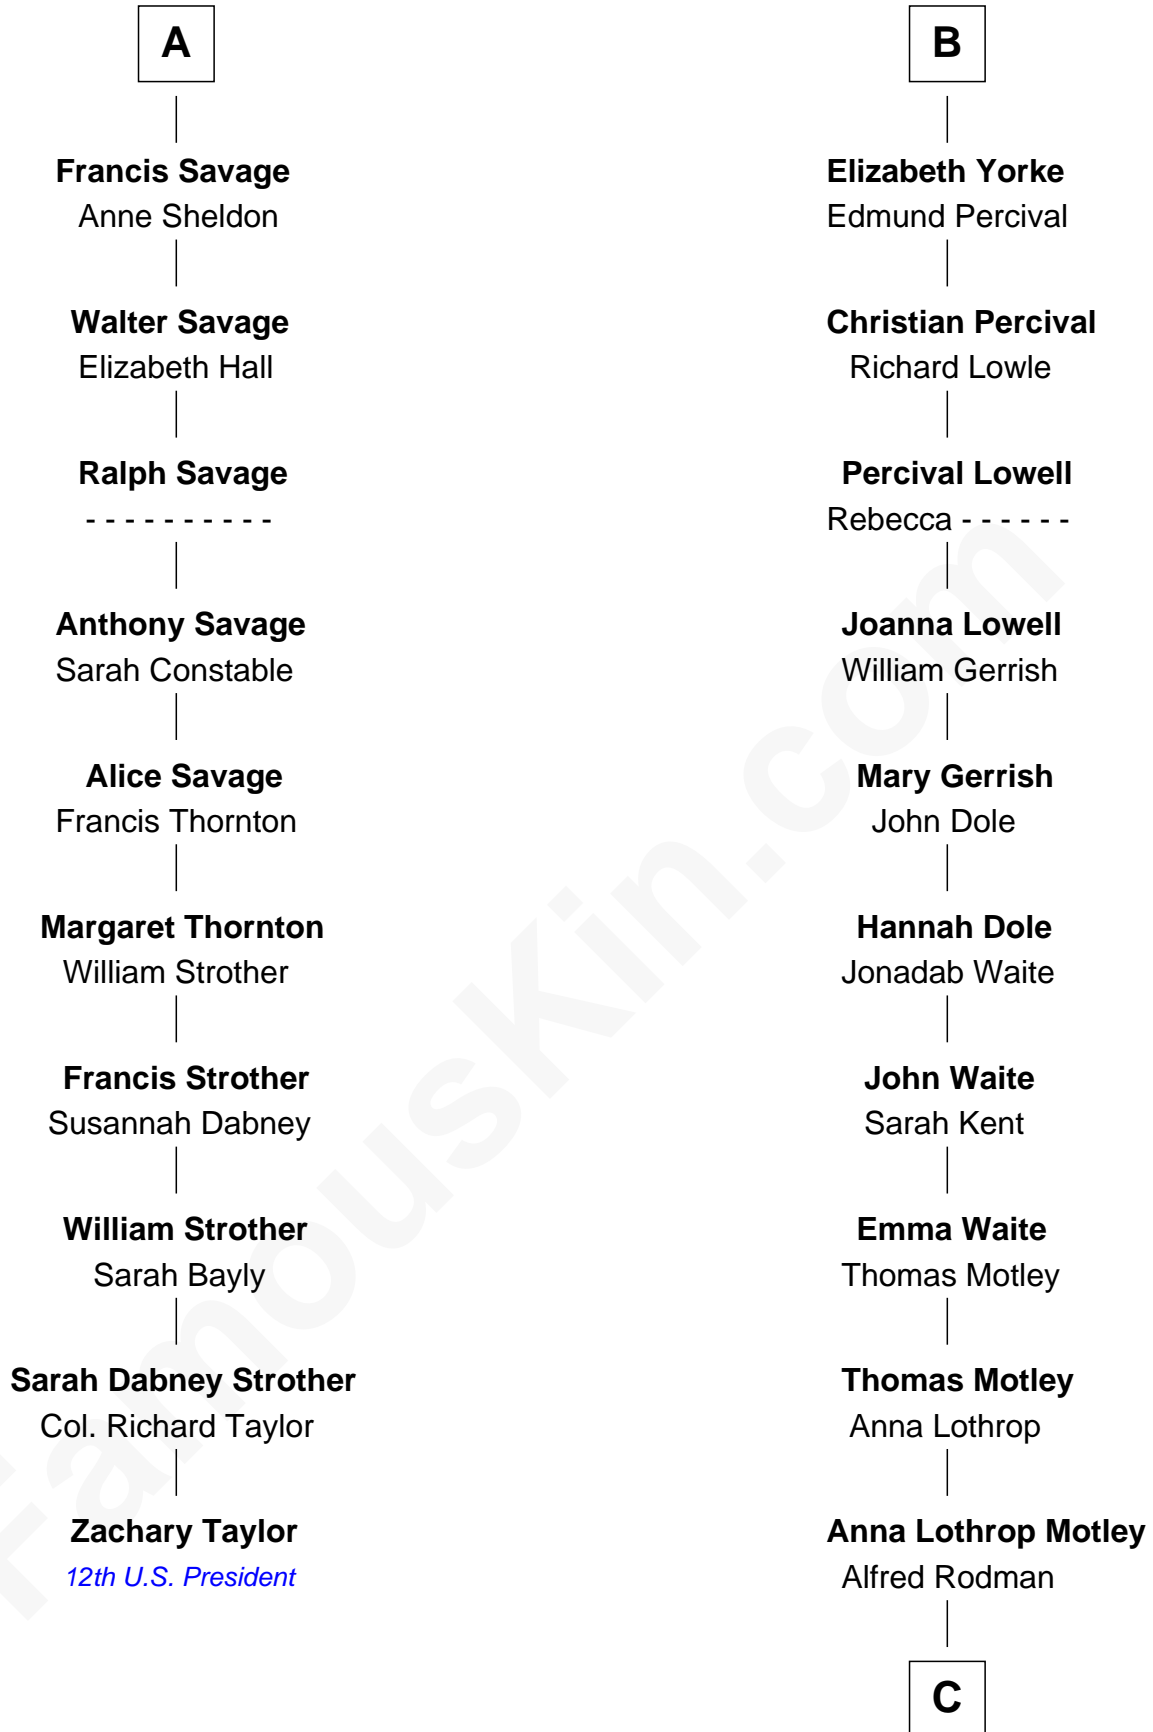 A
Francis Savage
Anne Sheldon
Walter Savage
Elizabeth Hall
Ralph Savage
- - - - - - - - - -
Anthony Savage
Sarah Constable
Alice Savage
Francis Thornton
Margaret Thornton
William Strother
Francis Strother
Susannah Dabney
William Strother
Sarah Bayly
Sarah Dabney Strother
Col. Richard Taylor
Zachary Taylor
12th U.S. President
B
Elizabeth Yorke
Edmund Percival
Christian Percival
Richard Lowle
Percival Lowell
Rebecca - - - - - -
Joanna Lowell
William Gerrish
Mary Gerrish
John Dole
Hannah Dole
Jonadab Waite
John Waite
Sarah Kent
Emma Waite
Thomas Motley
Thomas Motley
Anna Lothrop
Anna Lothrop Motley
Alfred Rodman
C
FamousKin.com